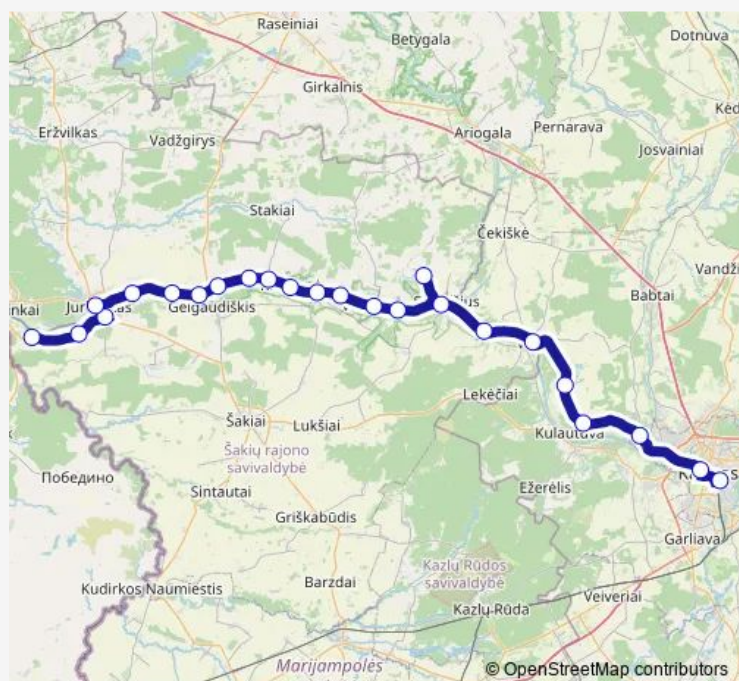 Raseiniai
Betygala
Dotnuva
Girkalnis
Eržvilkas
Vadžgirys
Ariogala
Pernarava
Josvainiai
Stakiai
Čekiškė
Vandži
Babtai
Geigaudiškis
Lekėčiai
Šakiai
Lukšiai
Kulautuva
Šakių rajono
savivaldybė
Победино
Sintautai
Ežerėlis
Griškabūdis
Garliava
Kazlų Rūdos
savivaldybė
Kudirkos Naumiestis
Barzdai
Kazlų Rūda
Veiveriai
Marijampolės
© OpenStreetMap contributors